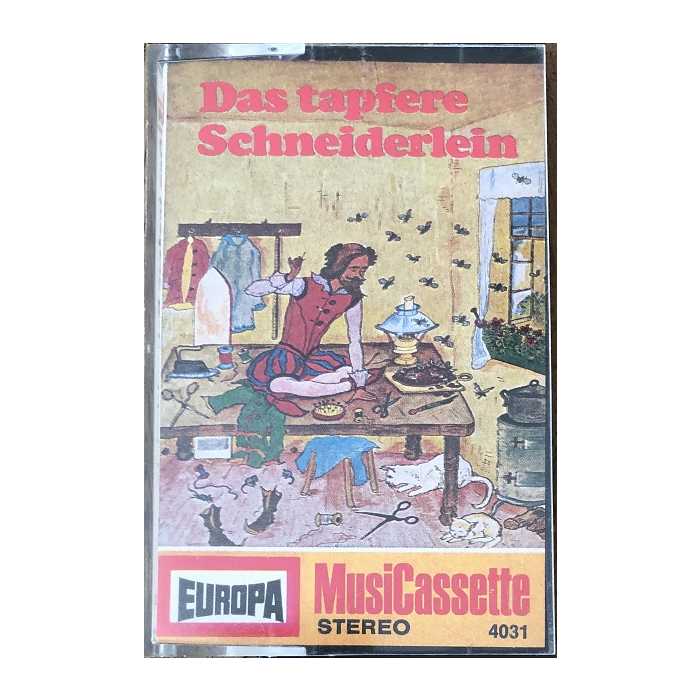 Das tapfere
Schneiderlein
EUROPA
MusiCassette
STEREO
4031